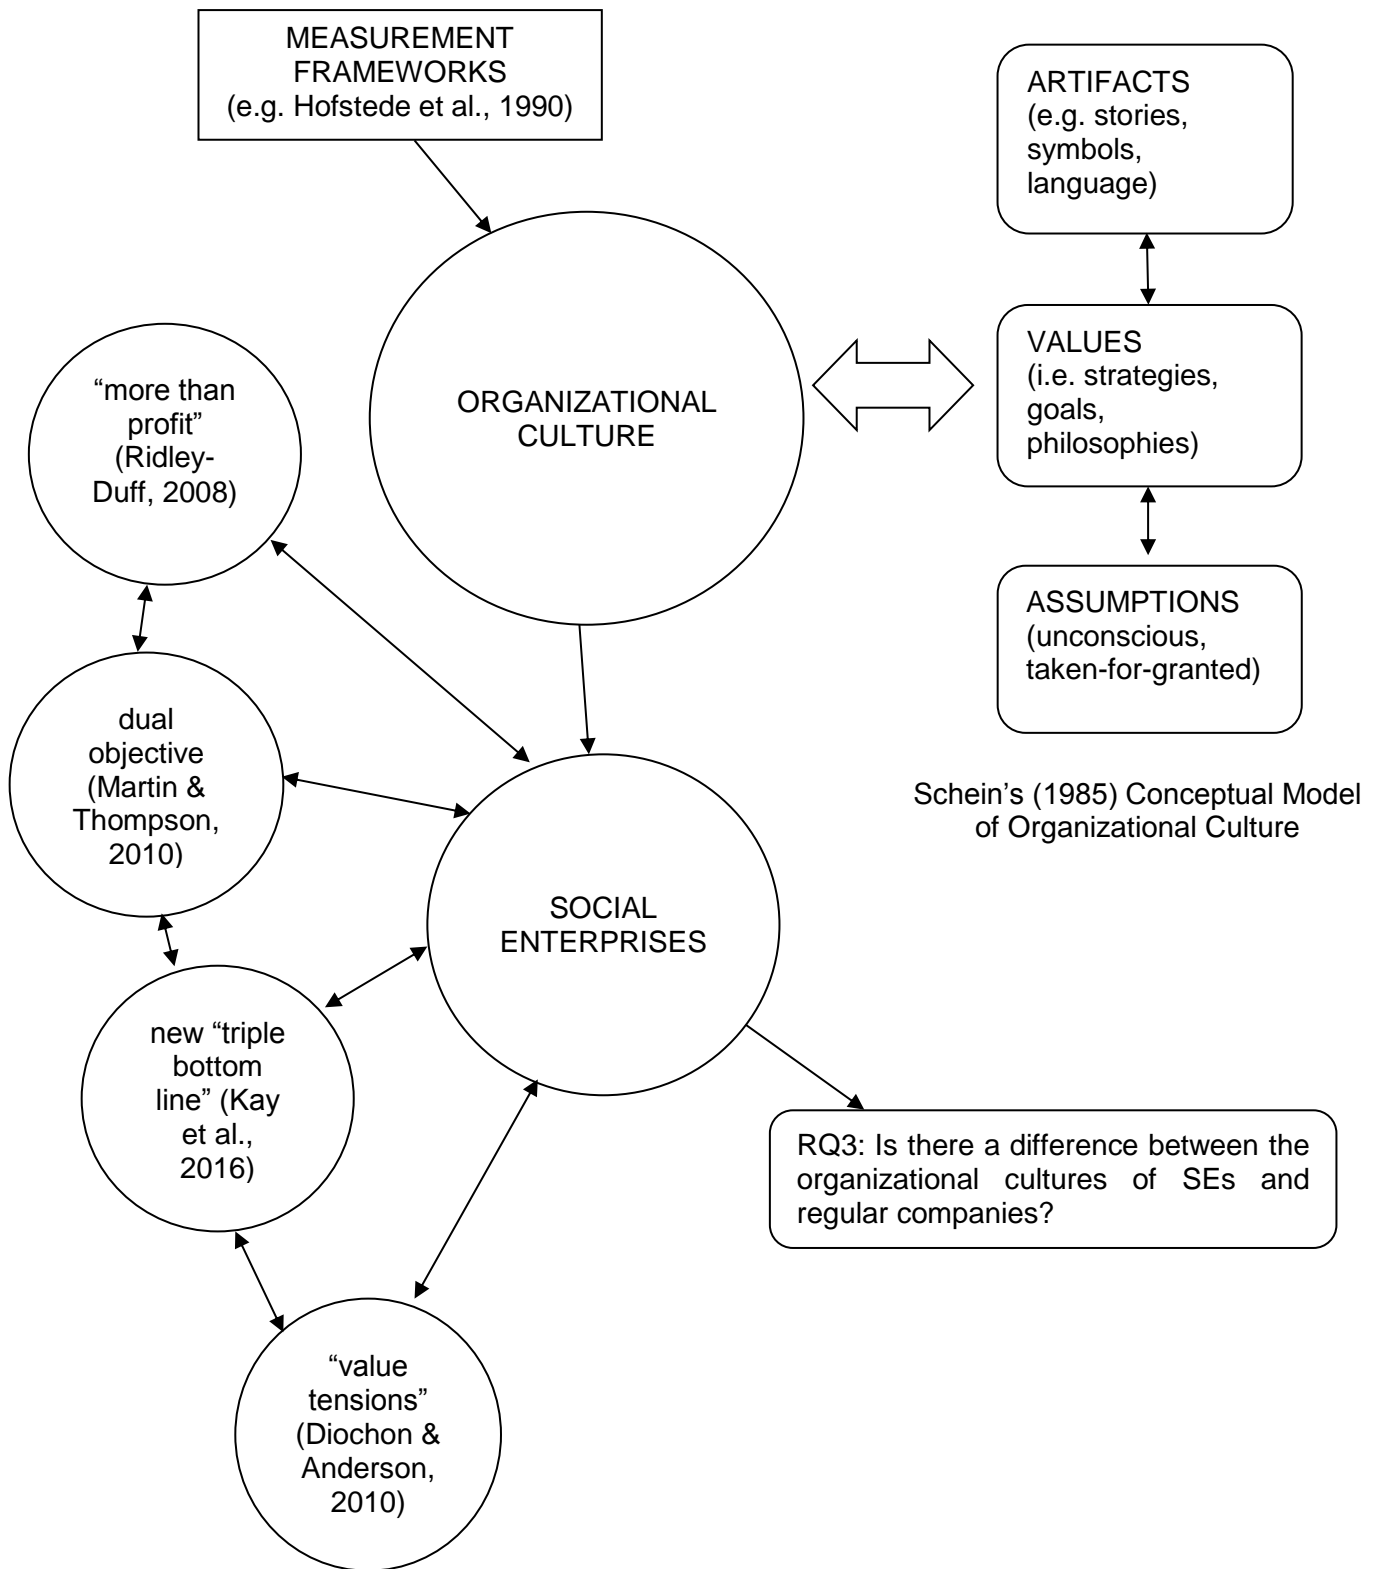 MEASUREMENT
FRAMEWORKS
(e.g. Hofstede et al., 1990)
ARTIFACTS
(e.g. stories,
symbols,
language)
VALUES
(i.e. strategies,
goals,
philosophies)
ASSUMPTIONS
(unconscious,
taken-for-granted)
Schein’s (1985) Conceptual Model
of Organizational Culture
ORGANIZATIONAL
CULTURE
“more than
profit”
(Ridley-
Duff, 2008)
dual
objective
(Martin &
Thompson,
2010)
new “triple
bottom
line” (Kay
et al.,
2016)
“value
tensions”
(Diochon &
Anderson,
2010)
SOCIAL
ENTERPRISES
RQ3: Is there a difference between the
organizational cultures of SEs and
regular companies?